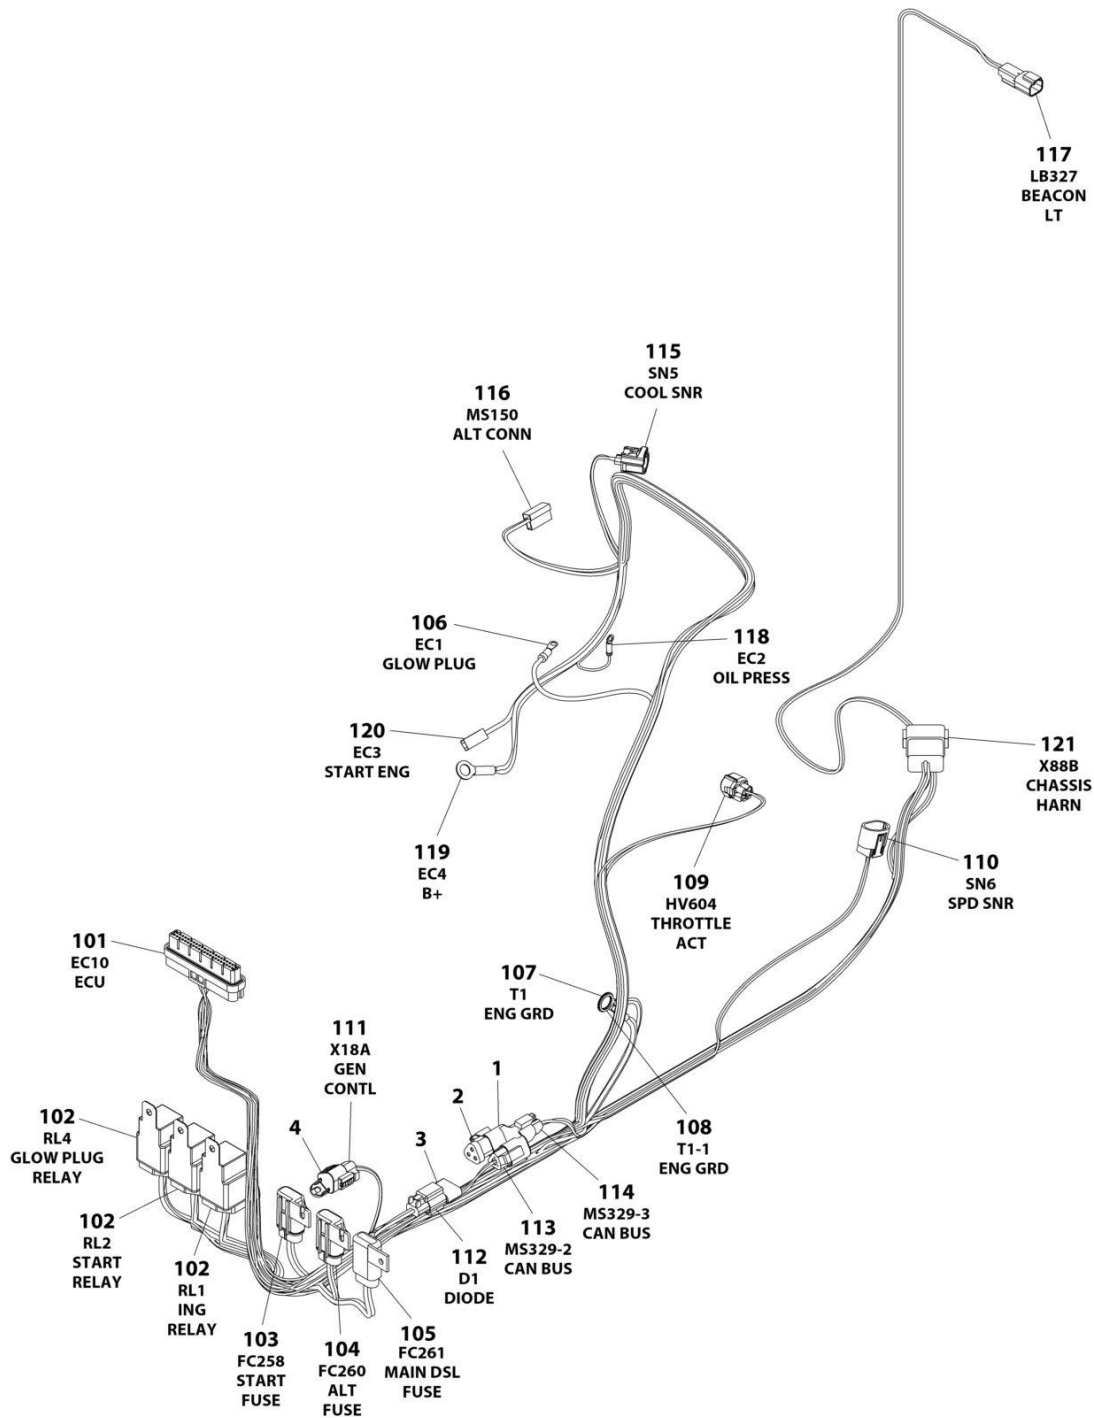 117
LB327
BEACON
LT
115
SN5
COOL SNR
116
MS150
ALT CONN
106
EC1
GLOW PLUG
118
EC2
OIL PRESS
120
EC3
START ENG
121
X88B
CHASSIS
HARN
119
EC4
B+
109
HV604
THROTTLE
ACT
110
SN6
SPD SNR
101
EC10
ECU
107
T1
ENG GRD
111
X18A
GEN
CONTL
1
2
3
4
108
T1-1
ENG GRD
102
RL4
GLOW PLUG
RELAY
114
MS329-3
CAN BUS
113
MS329-2
CAN BUS
102
RL2
START
RELAY
112
D1
DIODE
102
RL1
ING
RELAY
103
FC258
START
FUSE
104
FC260
ALT
FUSE
105
FC261
MAIN DSL
FUSE